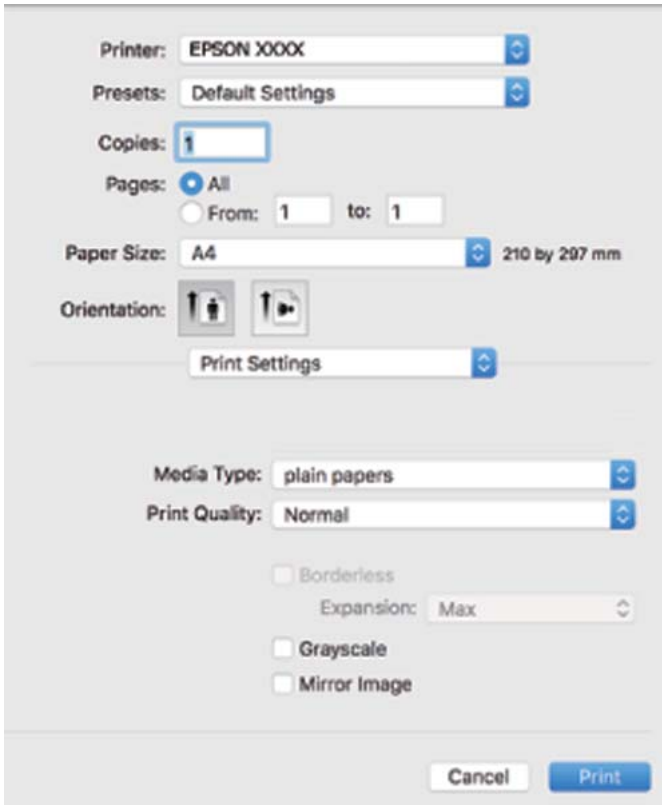 Printer: EPSON XXXX
Presets: Default Settings
Copies: 1
Pages: All
From: 1 to: 1
Paper Size: A4 210 by 297 mm
Orientation:
Print Settings
Media Type: plain papers
Print Quality: Normal
Borderless
Expansion: Max
Grayscale
Mirror Image
Cancel Print